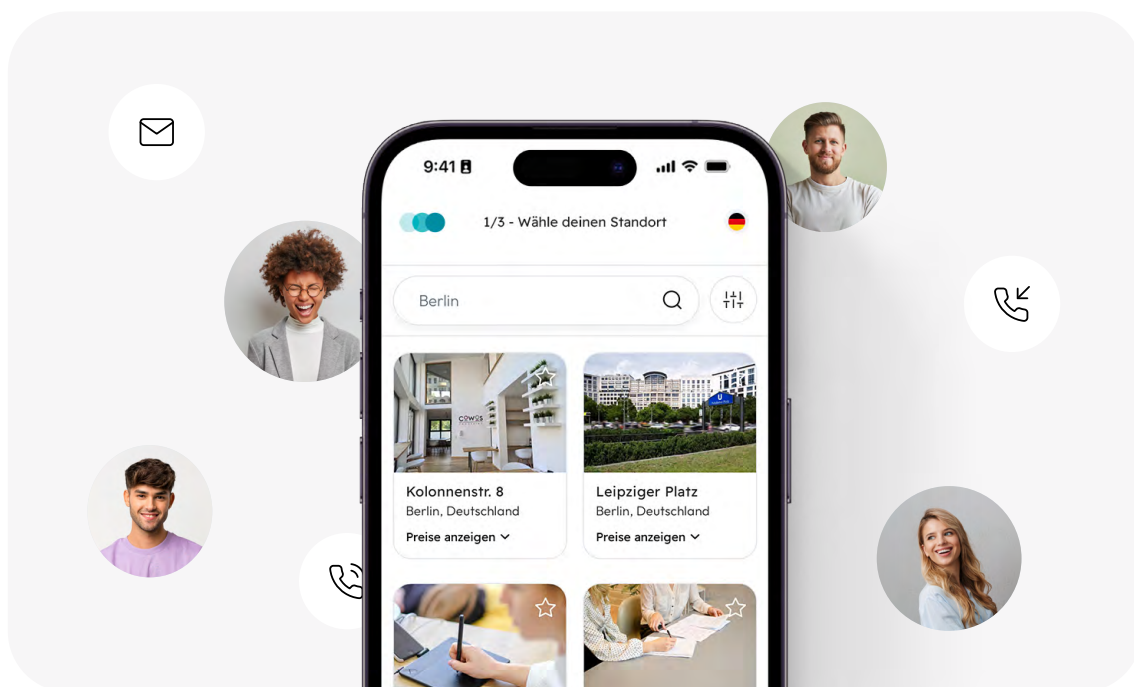 9:41
1/3 - Wähle deinen Standort
Berlin
COWOS
U
Kolonnenstr. 8
Berlin, Deutschland
Preise anzeigen
Leipziger Platz
Berlin, Deutschland
Preise anzeigen